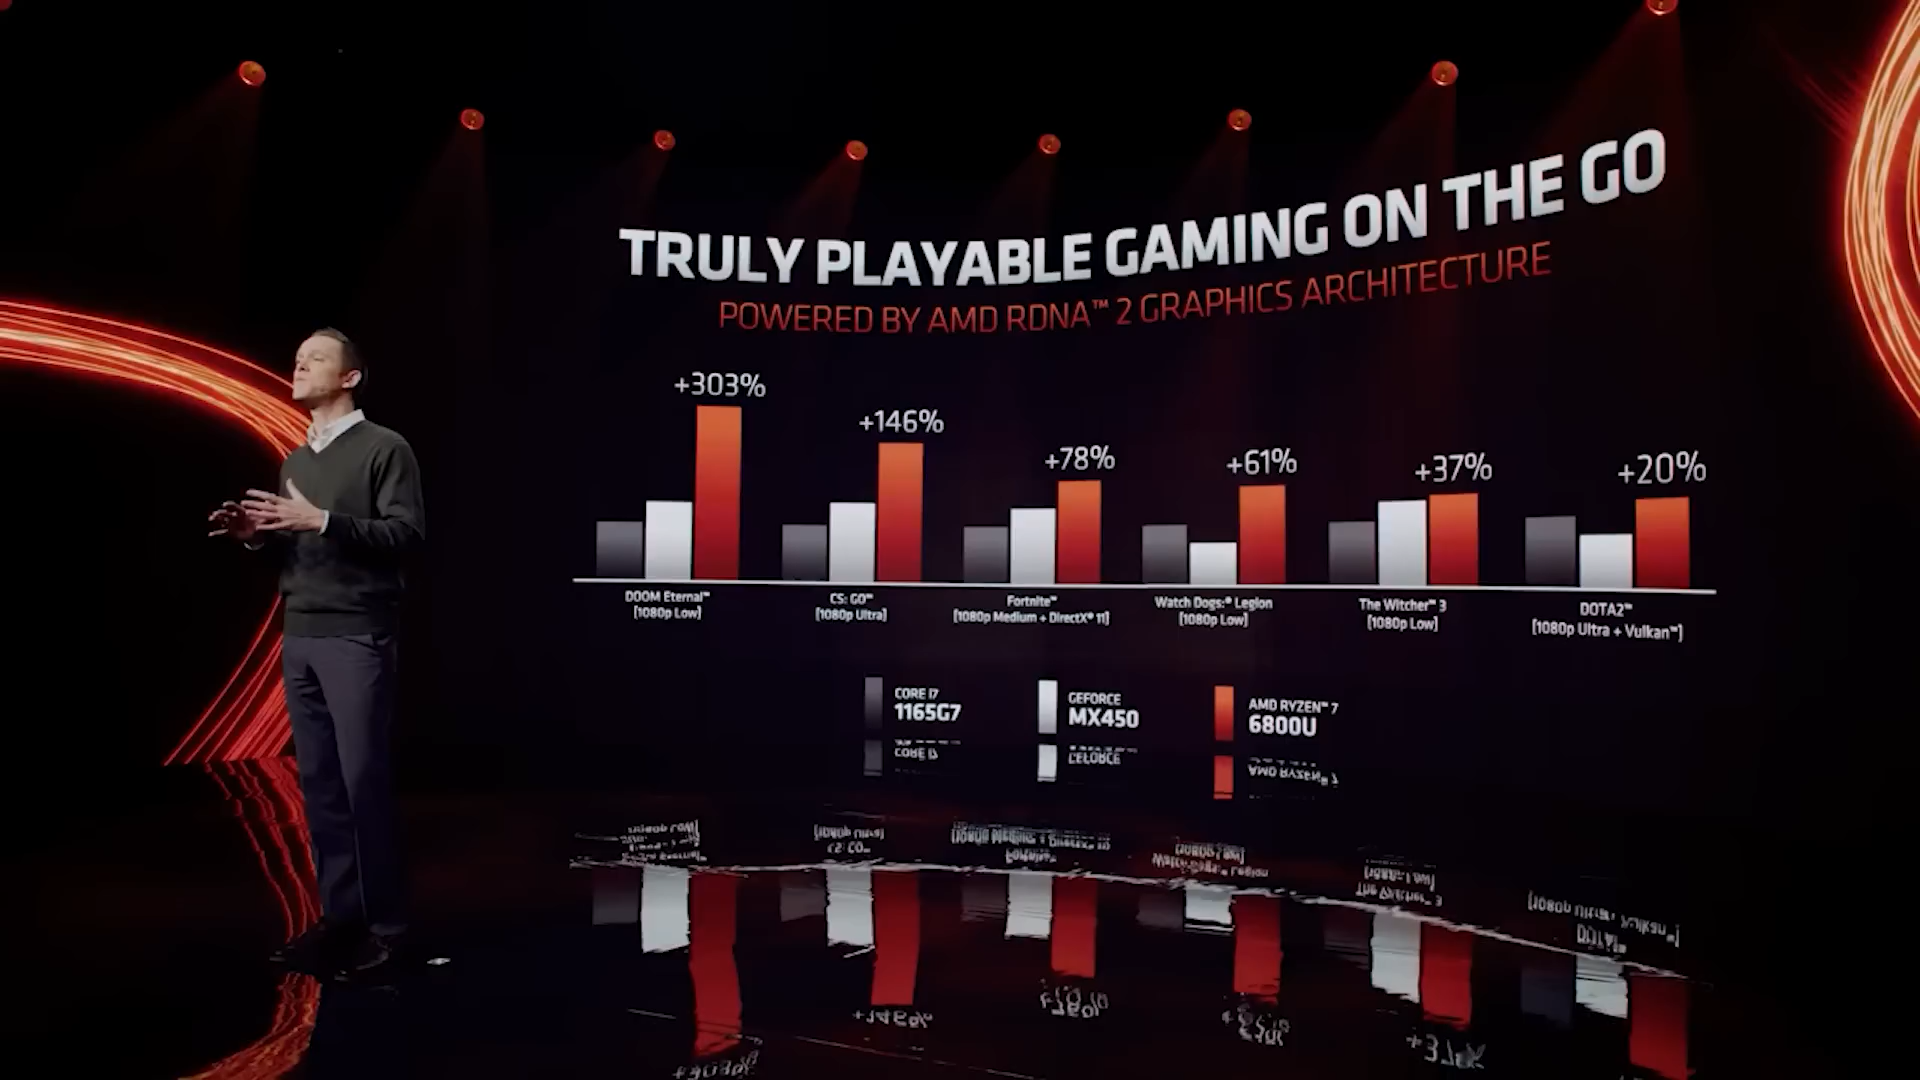 TRULY PLAYABLE GAMING ON THE GO
POWERED BY AMD RDNA™ 2 GRAPHICS ARCHITECTURE
+303%
+146%
+78%
+61%
+37%
+20%
DOOM Eternal™
[1080p Low]
CS: GO™
[1080p Ultra]
Fortnite™
[1080p Medium + DirectX® 11]
Watch Dogs:® Legion
[1080p Low]
The Witcher™ 3
[1080p Low]
DOTA2™
[1080p Ultra + Vulkan™]
CORE I7
1165G7
GEFORCE
MX450
AMD RYZEN™ 7
6800U